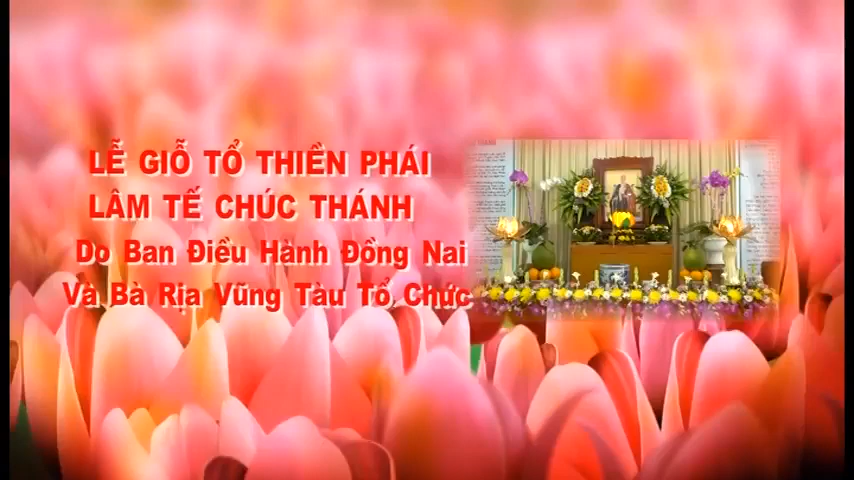 LỄ GIỖ TỔ THIỀN PHÁI
LÂM TẾ CHÚC THÁNH
Do Ban Điều Hành Đồng Nai
Và Bà Rịa Vũng Tàu Tổ Chức